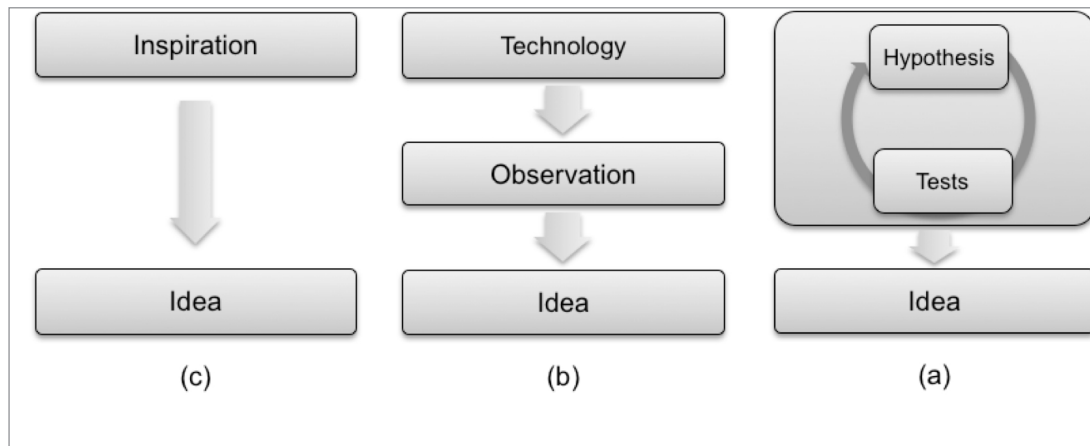 Inspiration
Idea
(c)
Technology
Observation
Idea
(b)
Hypothesis
Tests
Idea
(a)